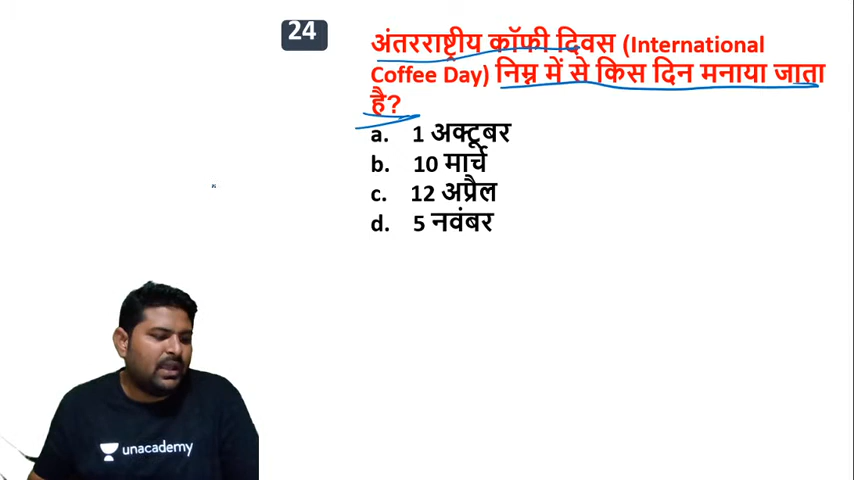 24
अंतरराष्ट्रीय कॉफी दिवस (International
Coffee Day) निम्न में से किस दिन मनाया जाता
है?
a. 1 अक्टूबर
b. 10 मार्च
c. 12 अप्रैल
d. 5 नवंबर
unacademy